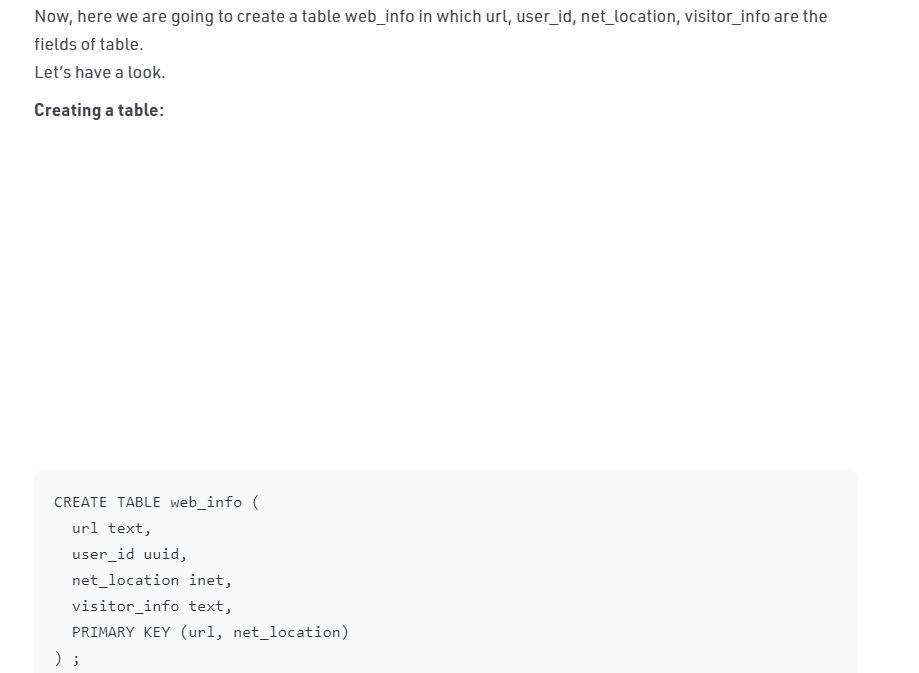 Now, here we are going to create a table web_info in which url, user_id, net_location, visitor_info are the
fields of table.
Let’s have a look.
Creating a table:
CREATE TABLE web_info (
  url text,
  user_id uuid,
  net_location inet,
  visitor_info text,
  PRIMARY KEY (url, net_location)
) ;